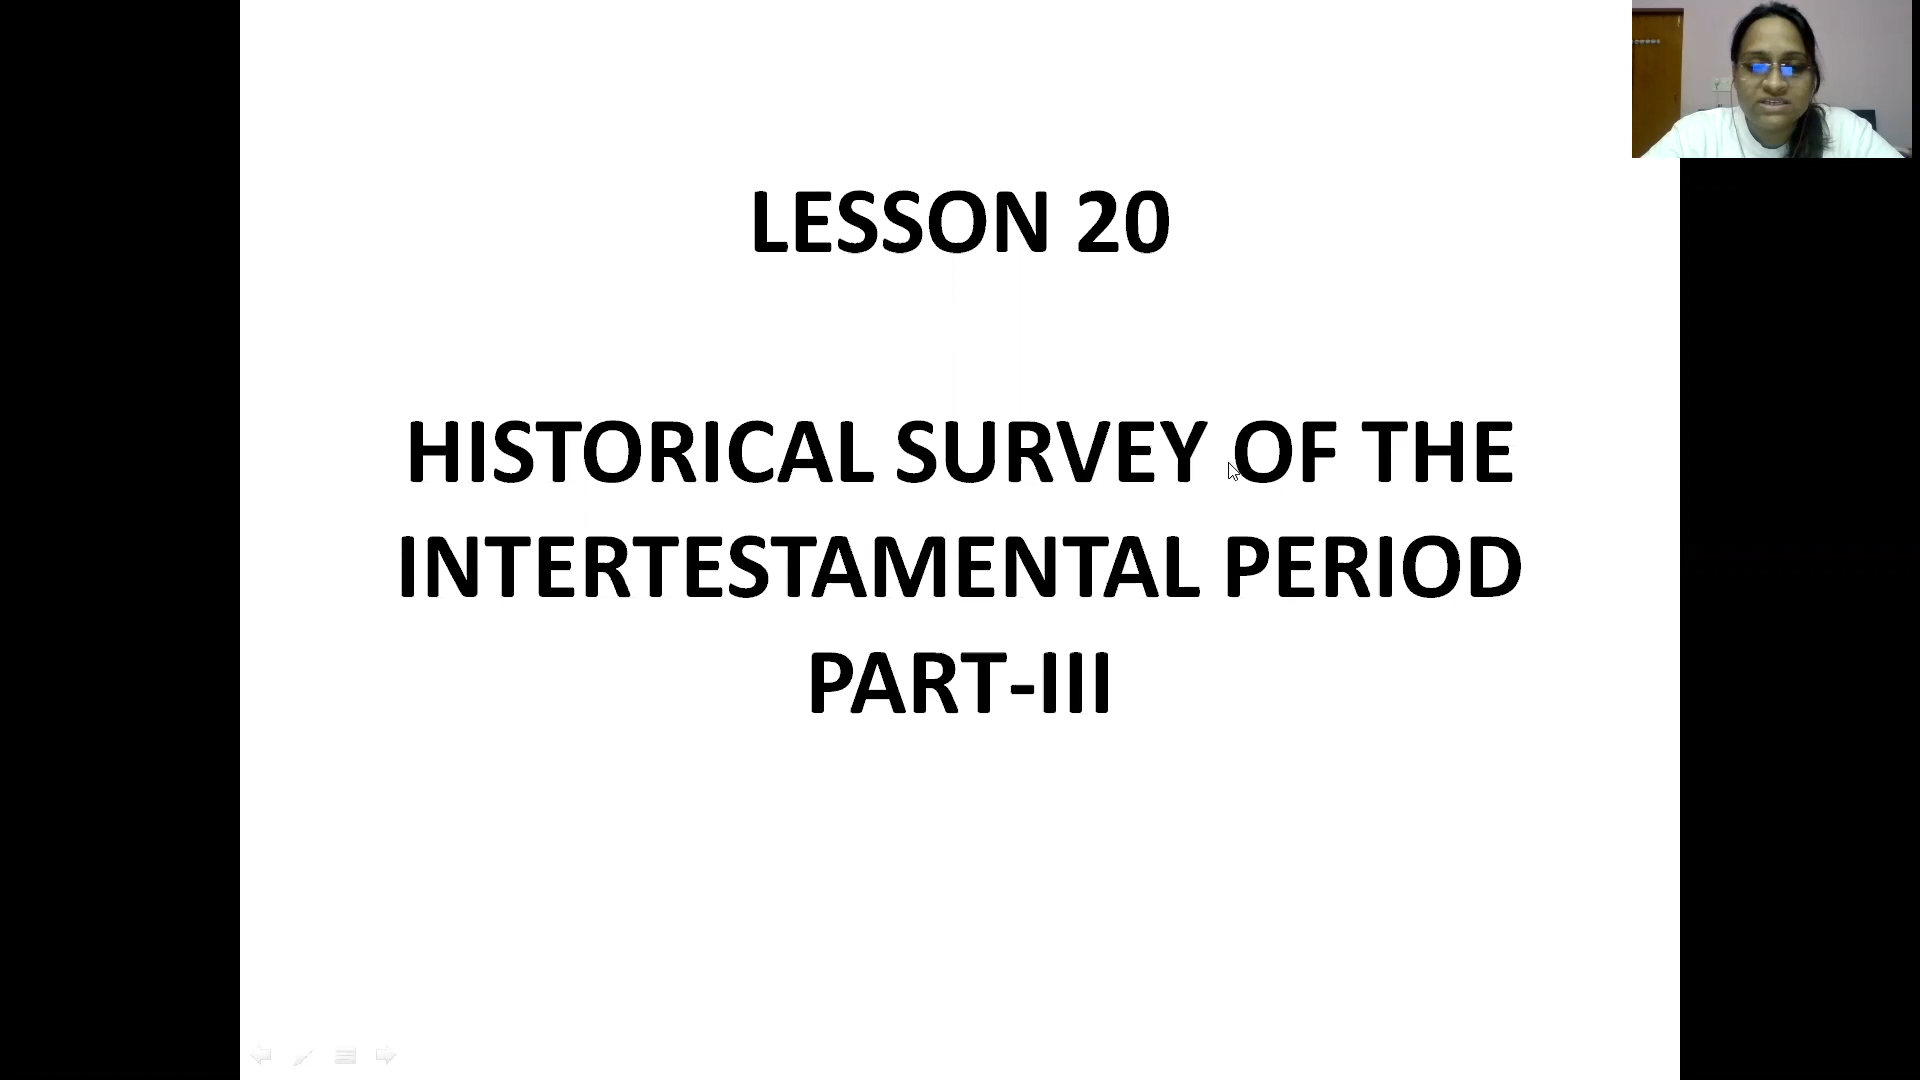 LESSON 20
HISTORICAL SURVEY OF THE
INTERTESTAMENTAL PERIOD
PART-III